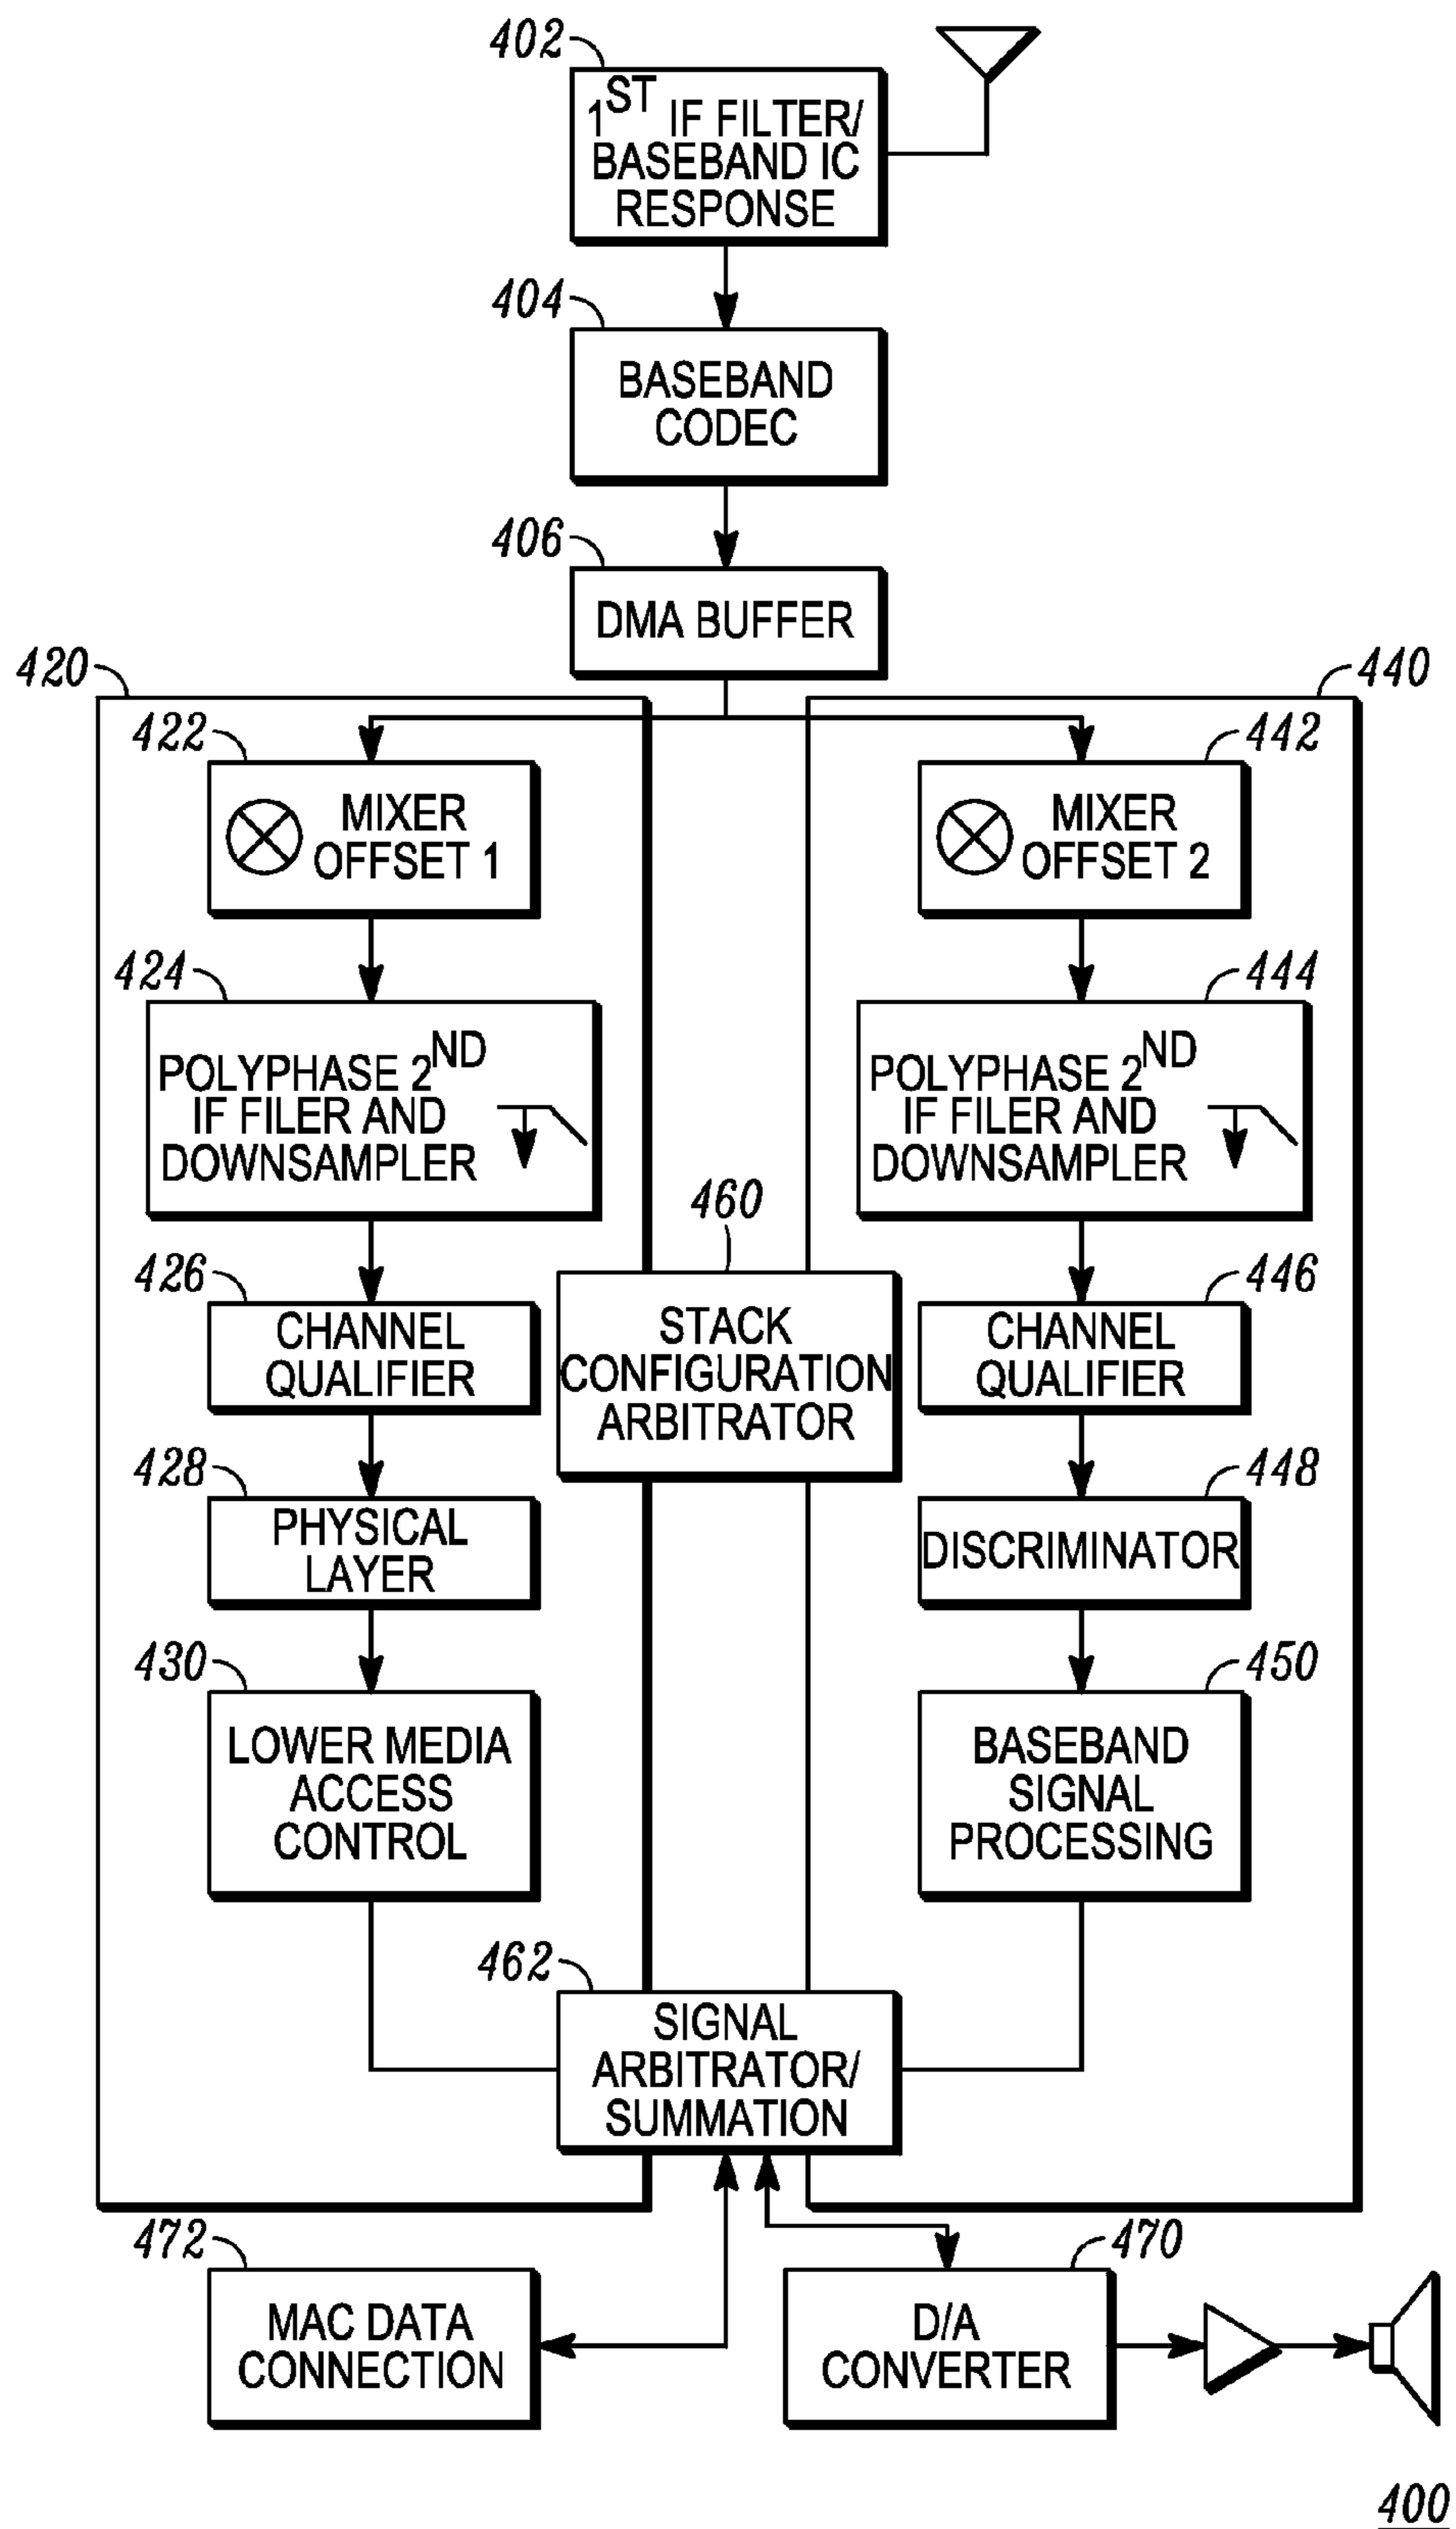 402
1ST IF FILTER/
BASEBAND IC
RESPONSE
404
BASEBAND
CODEC
406
DMA BUFFER
420
440
422
MIXER
OFFSET 1
442
MIXER
OFFSET 2
424
POLYPHASE 2ND
IF FILER AND
DOWNSAMPLER
444
POLYPHASE 2ND
IF FILER AND
DOWNSAMPLER
460
STACK
CONFIGURATION
ARBITRATOR
426
CHANNEL
QUALIFIER
446
CHANNEL
QUALIFIER
428
PHYSICAL
LAYER
448
DISCRIMINATOR
430
LOWER MEDIA
ACCESS
CONTROL
450
BASEBAND
SIGNAL
PROCESSING
462
SIGNAL
ARBITRATOR/
SUMMATION
472
MAC DATA
CONNECTION
470
D/A
CONVERTER
400